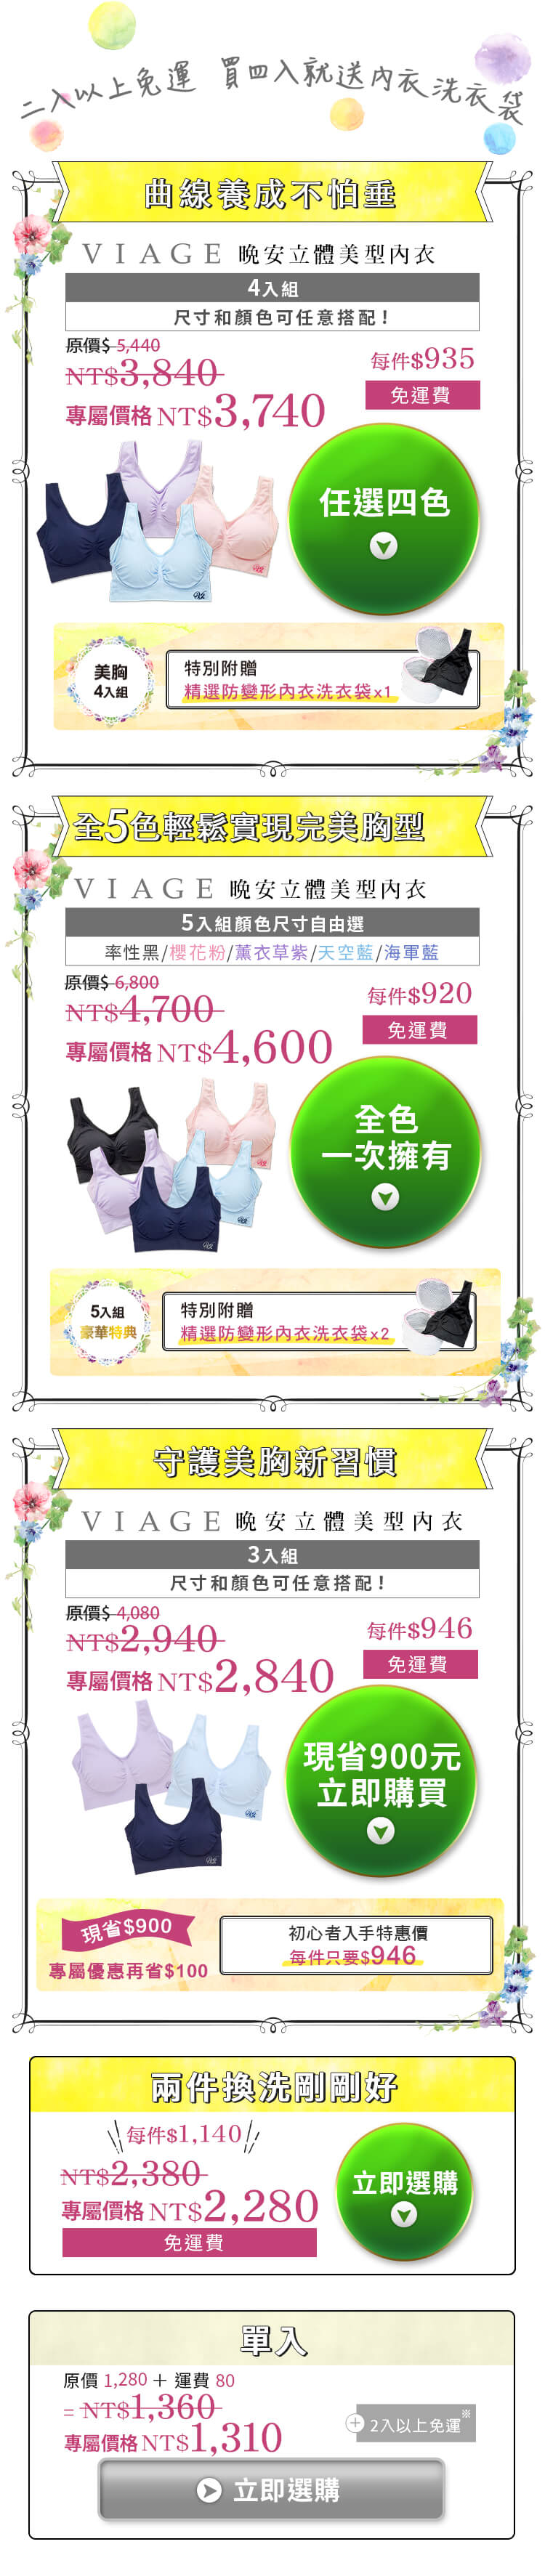 二入以上免運 買四入就送內衣洗衣袋
曲線養成不怕垂
VIAGE 晚安立體美型內衣
4入組
尺寸和顏色可任意搭配！
原價$ 5,440
每件$935
NT$3,840
免運費
專屬價格 NT$3,740
任選四色
美胸
4入組
特別附贈
精選防變形內衣洗衣袋x1
全5色輕鬆實現完美胸型
VIAGE 晚安立體美型內衣
5入組顏色尺寸自由選
率性黑/櫻花粉/薰衣草紫/天空藍/海軍藍
原價$ 6,800
每件$920
NT$4,700
免運費
專屬價格 NT$4,600
全色
一次擁有
5入組
豪華特典
特別附贈
精選防變形內衣洗衣袋x2
守護美胸新習慣
VIAGE 晚安立體美型內衣
3入組
尺寸和顏色可任意搭配！
原價$ 4,080
每件$946
NT$2,940
免運費
專屬價格 NT$2,840
現省900元
立即購買
現省$900
專屬優惠再省$100
初心者入手特惠價
每件只要$946
兩件換洗剛剛好
每件$1,140
NT$2,380
專屬價格 NT$2,280
免運費
立即選購
單入
原價 1,280 ＋ 運費 80
= NT$1,360
＋ 2入以上免運※
專屬價格 NT$1,310
立即選購